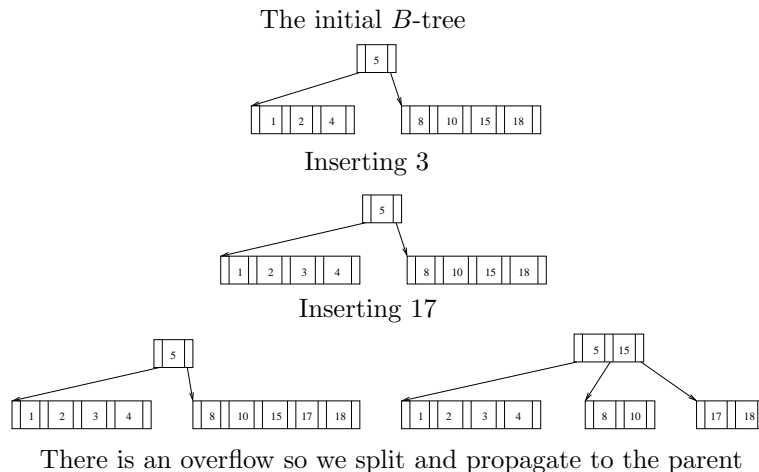 The initial B-tree
5
1 2 4 8 10 15 18
Inserting 3
5
1 2 3 4 8 10 15 18
Inserting 17
5 5 15
1 2 3 4 8 10 15 17 18 1 2 3 4 8 10 17 18
There is an overflow so we split and propagate to the parent